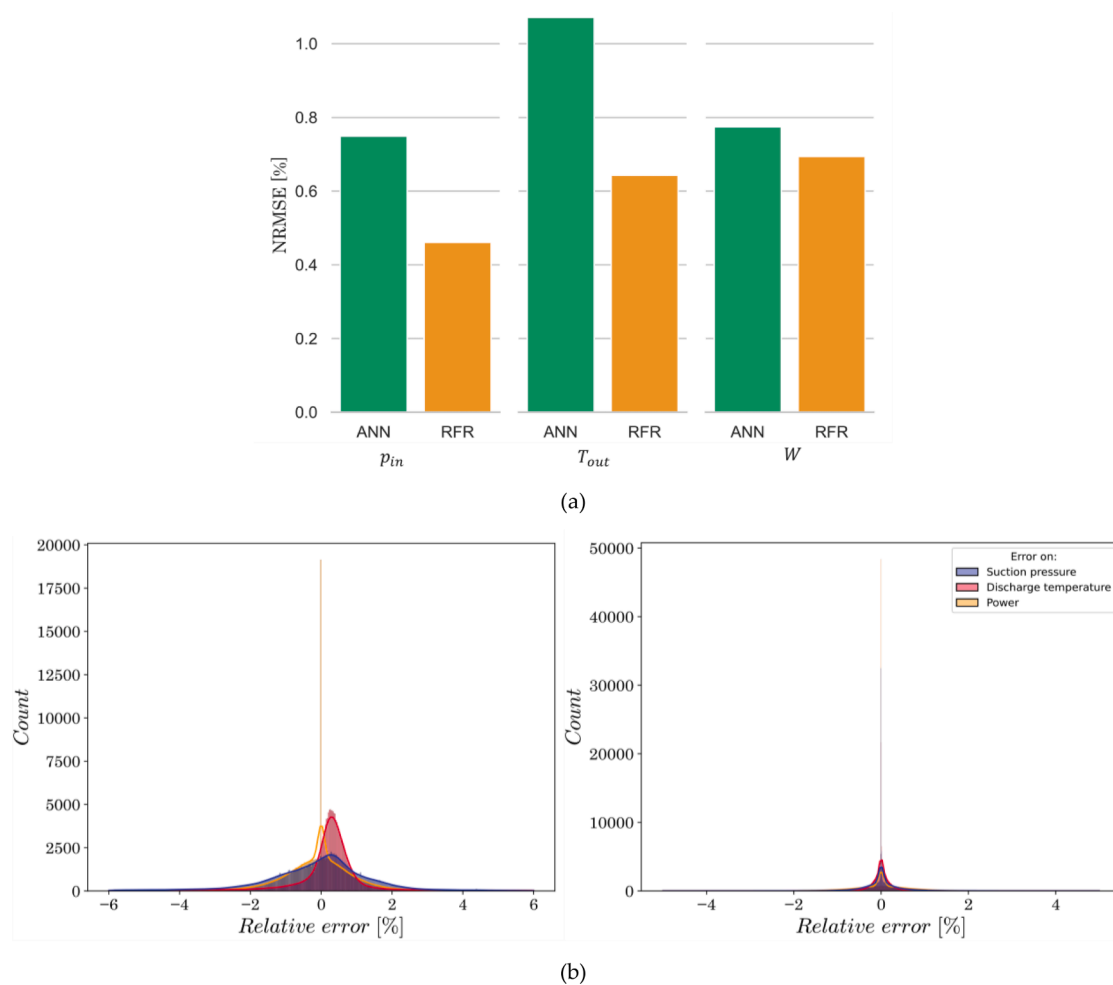 1.0
0.8
0.6
0.4
0.2
0.0
NRMSE [%]
ANN RFR ANN RFR ANN RFR
p_in T_out W
(a)
20000
17500
15000
12500
10000
7500
5000
2500
0
Count
−6 −4 −2 0 2 4 6
Relative error [%]
50000
40000
30000
20000
10000
0
Count
−4 −2 0 2 4
Relative error [%]
Error on:
Suction pressure
Discharge temperature
Power
(b)